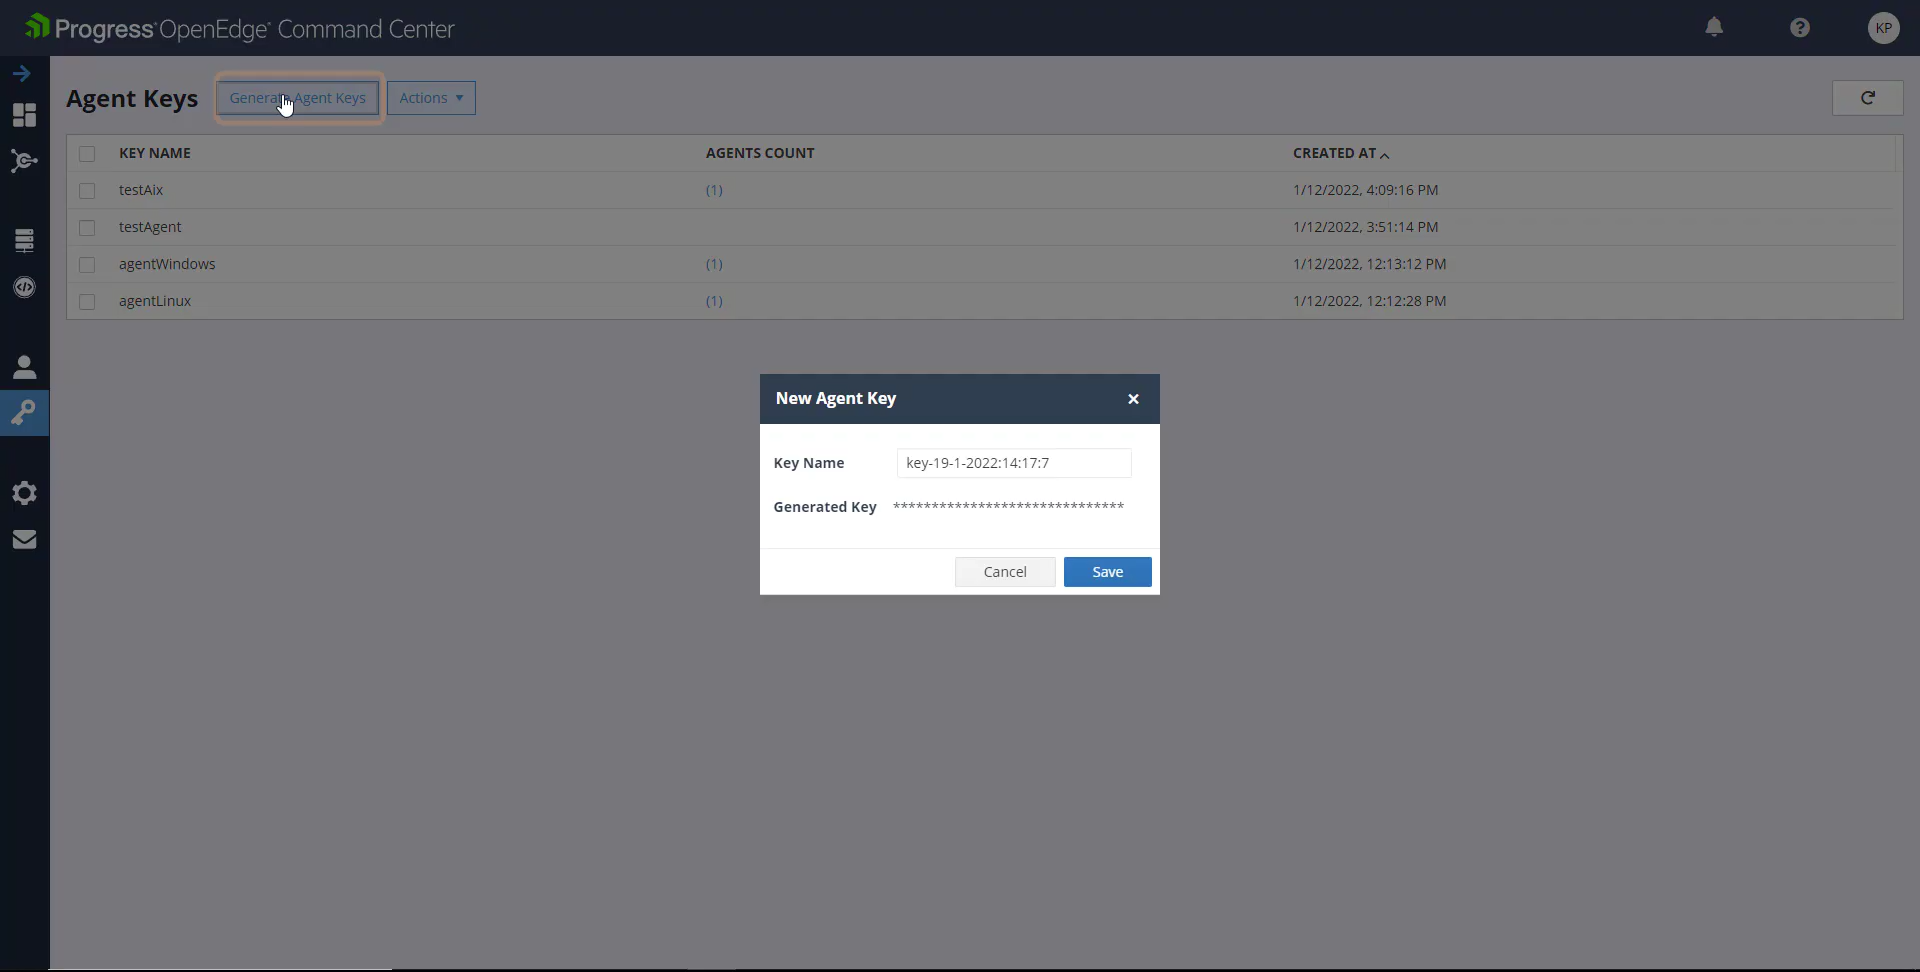 Progress OpenEdge Command Center
KP
Agent Keys
Generate Agent Keys
Actions
KEY NAME AGENTS COUNT CREATED AT
testAix (1) 1/12/2022, 4:09:16 PM
testAgent 1/12/2022, 3:51:14 PM
agentWindows (1) 1/12/2022, 12:13:12 PM
agentLinux (1) 1/12/2022, 12:12:28 PM
New Agent Key
Key Name key-19-1-2022:14:17:7
Generated Key ******************************
Cancel Save